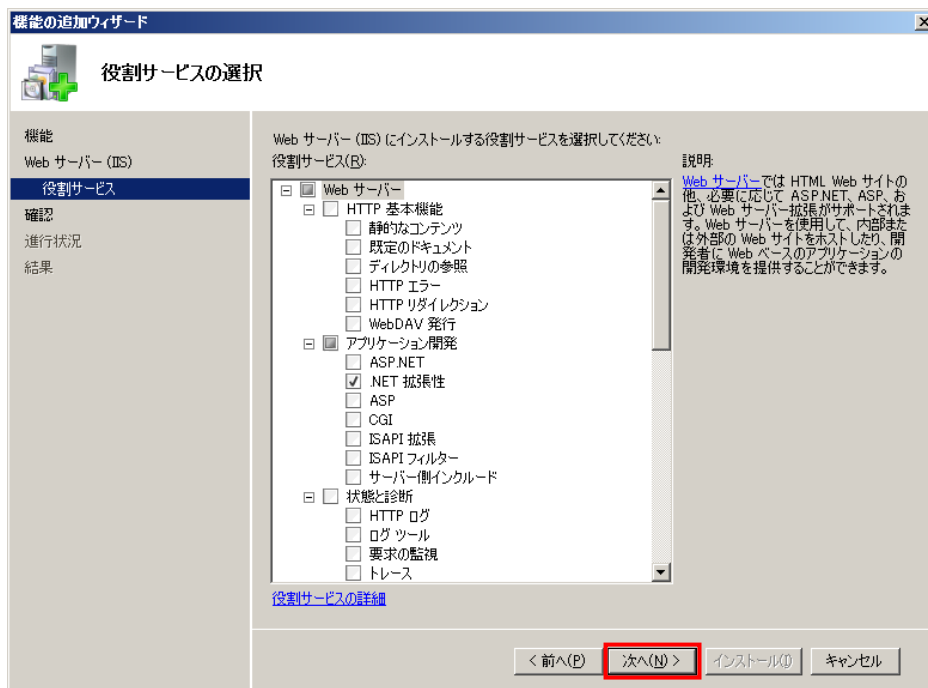 機能の追加ウィザード
役割サービスの選択
機能
Web サーバー (IIS)
役割サービス
確認
進行状況
結果
Web サーバー (IIS) にインストールする役割サービスを選択してください:
役割サービス(R):
Web サーバー
HTTP 基本機能
静的なコンテンツ
既定のドキュメント
ディレクトリの参照
HTTP エラー
HTTP リダイレクション
WebDAV 発行
アプリケーション開発
ASP.NET
.NET 拡張性
ASP
CGI
ISAPI 拡張
ISAPI フィルター
サーバー側インクルード
状態と診断
HTTP ログ
ログ ツール
要求の監視
トレース
役割サービスの詳細
説明:
Web サーバーでは HTML Web サイトの
他、必要に応じて ASP.NET、ASP、お
よび Web サーバー拡張がサポートされま
す。Web サーバーを使用して、内部また
は外部の Web サイトをホストしたり、開
発者に Web ベースのアプリケーションの
開発環境を提供することができます。
< 前へ(P)
次へ(N) >
インストール(I)
キャンセル